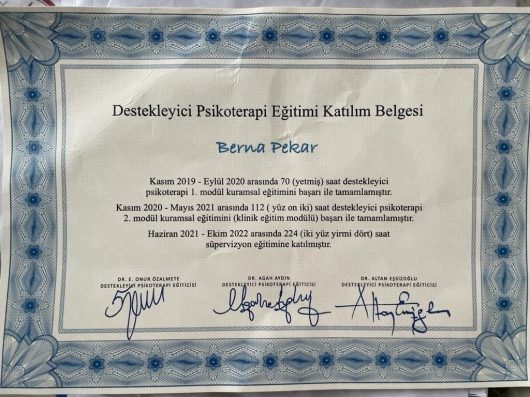 Destekleyici Psikoterapi Eğitimi Katılım Belgesi
Berna Pekar
Kasım 2019 - Eylül 2020 arasında 70 (yetmiş) saat destekleyici
psikoterapi 1. modül kuramsal eğitimini başarı ile tamamlamıştır.
Kasım 2020 - Mayıs 2021 arasında 112 ( yüz on iki) saat destekleyici psikoterapi
2. modül kuramsal eğitimini (klinik eğitim modülü) başarı ile tamamlamıştır.
Haziran 2021 - Ekim 2022 arasında 224 (iki yüz yirmi dört) saat
süpervizyon eğitimine katılmıştır.
DR. E. ONUR ÖZALMETE
DESTEKLEYİCİ PSİKOTERAPİ EĞİTİCİSİ
DR. AGAH AYDIN
DESTEKLEYİCİ PSİKOTERAPİ EĞİTİCİSİ
DR. ALTAN EŞSİZOĞLU
DESTEKLEYİCİ PSİKOTERAPİ EĞİTİCİSİ